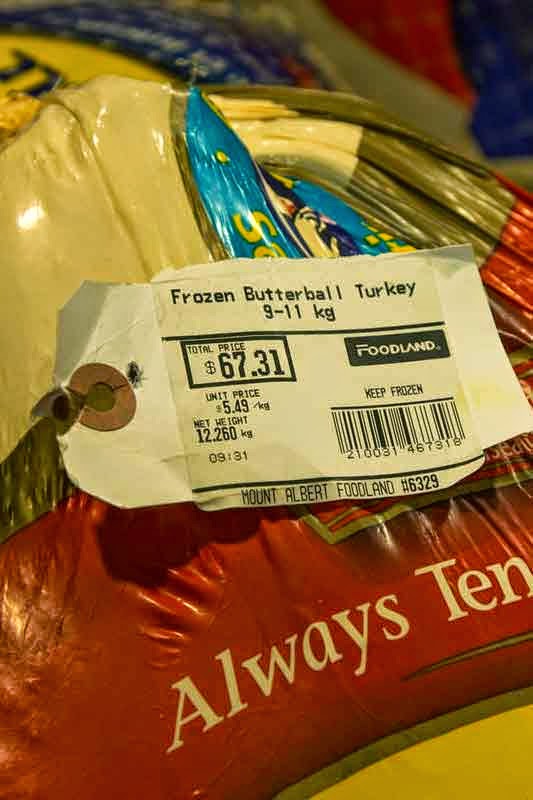 Frozen Butterball Turkey
9-11 kg
TOTAL PRICE
$67.31
FOODLAND
UNIT PRICE
$5.49 /kg
KEEP FROZEN
NET WEIGHT
12.260 kg
09:31
210031 467318
MOUNT ALBERT FOODLAND #6329
Always Ten